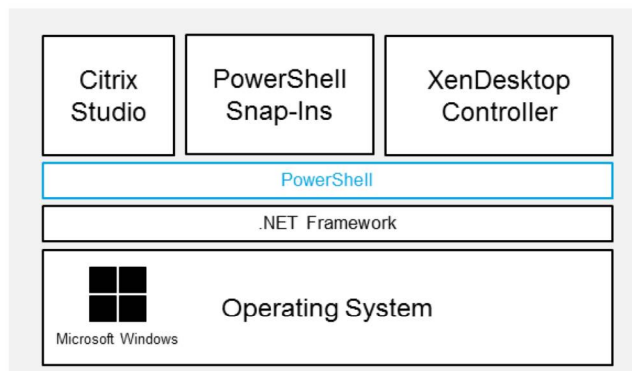 Citrix
Studio
PowerShell
Snap-Ins
XenDesktop
Controller
PowerShell
.NET Framework
Operating System
Microsoft Windows